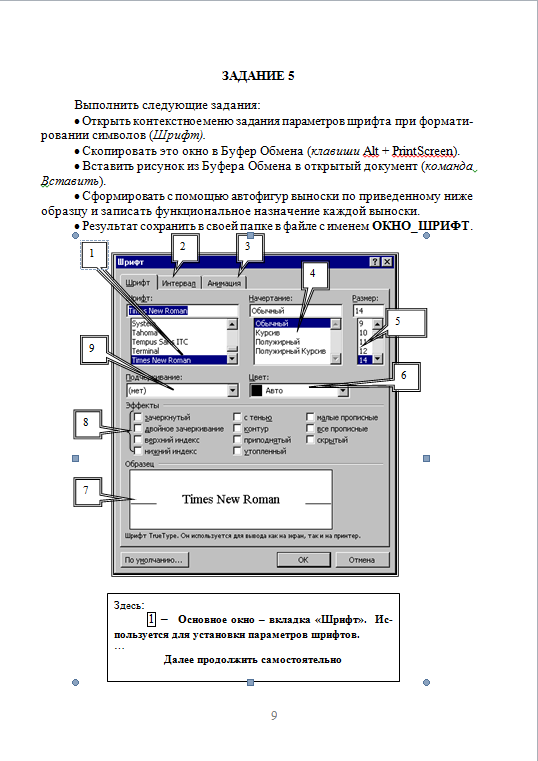 ЗАДАНИЕ 5
Выполнить следующие задания:
• Открыть контекстное меню задания параметров шрифта при формати-
ровании символов (Шрифт).
• Скопировать это окно в Буфер Обмена (клавиши Alt + PrintScreen).
• Вставить рисунок из Буфера Обмена в открытый документ (команда
Вставить).
• Сформировать с помощью автофигур выноски по приведенному ниже
образцу и записать функциональное назначение каждой выноски.
• Результат сохранить в своей папке в файле с именем ОКНО_ШРИФТ.
1 2 3
Шрифт
4
Шрифт Интервал Анимация
Шрифт: Начертание: Размер:
Times New Roman Обычный 14
System Обычный 9
Tahoma Курсив 10 5
Tempus Sans ITC Полужирный 11
Terminal Полужирный Курсив 12
Times New Roman 14
9
6
Подчеркивание: Цвет:
(нет) Авто
Эффекты
зачеркнутый с тенью малые прописные
8 двойное зачеркивание контур все прописные
верхний индекс приподнятый скрытый
нижний индекс утопленный
Образец
7
Times New Roman
Шрифт TrueType. Он используется для вывода как на экран, так и на принтер.
По умолчанию... ОК Отмена
Здесь:
1 – Основное окно – вкладка «Шрифт». Ис-
пользуется для установки параметров шрифтов.
…
Далее продолжить самостоятельно
9